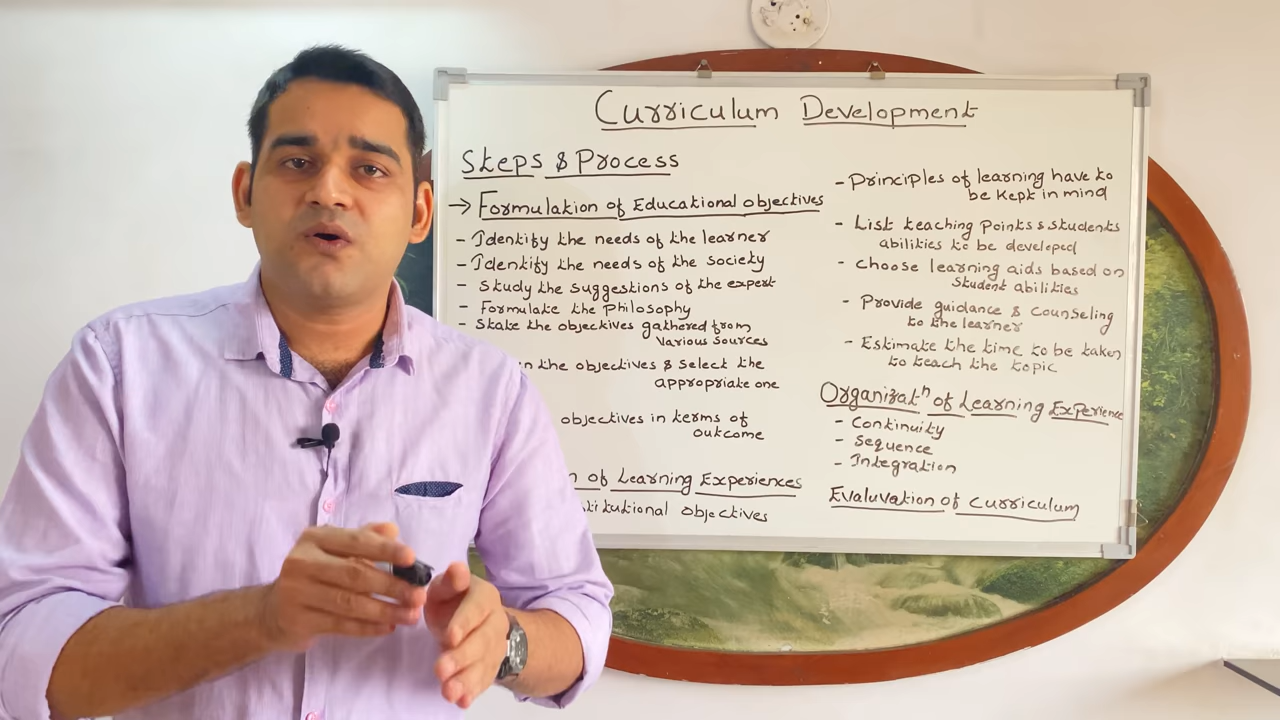 Curriculum Development
Steps & Process
→ Formulation of Educational objectives
- Identify the needs of the learner
- Identify the needs of the society
- Study the suggestions of the expert
- Formulate the Philosophy
- State the objectives gathered from
Various sources
the objectives & select the
appropriate one
objectives in terms of
outcome
of Learning Experiences
objectives
- Principles of learning have to
be kept in mind
- List teaching Points & students
abilities to be developed
- Choose learning aids based on
student abilities
- Provide guidance & counseling
to the learner
- Estimate the time to be taken
to teach the topic
Organizatⁿ of Learning Experience
- Continuity
- Sequence
- Integration
Evaluvation of curriculum